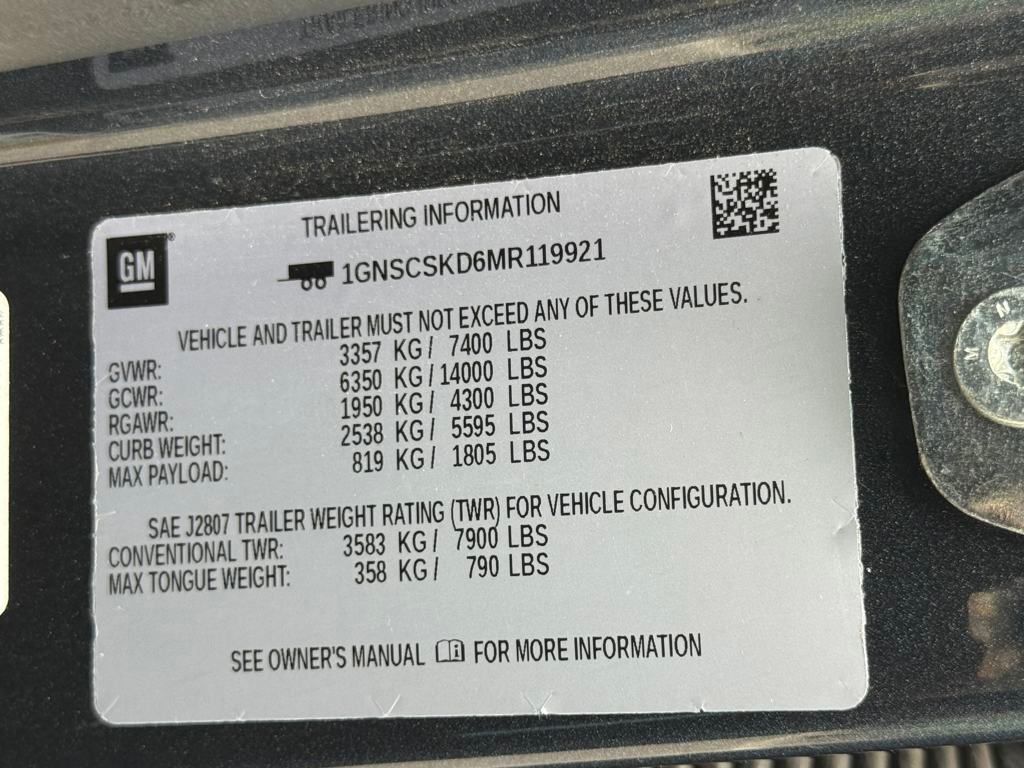 GM ®
TRAILERING INFORMATION
1GNSCSKD6MR119921
VEHICLE AND TRAILER MUST NOT EXCEED ANY OF THESE VALUES.
GVWR: 3357 KG / 7400 LBS
GCWR: 6350 KG / 14000 LBS
RGAWR: 1950 KG / 4300 LBS
CURB WEIGHT: 2538 KG / 5595 LBS
MAX PAYLOAD: 819 KG / 1805 LBS
SAE J2807 TRAILER WEIGHT RATING (TWR) FOR VEHICLE CONFIGURATION.
CONVENTIONAL TWR: 3583 KG / 7900 LBS
MAX TONGUE WEIGHT: 358 KG / 790 LBS
SEE OWNER'S MANUAL i FOR MORE INFORMATION
M N